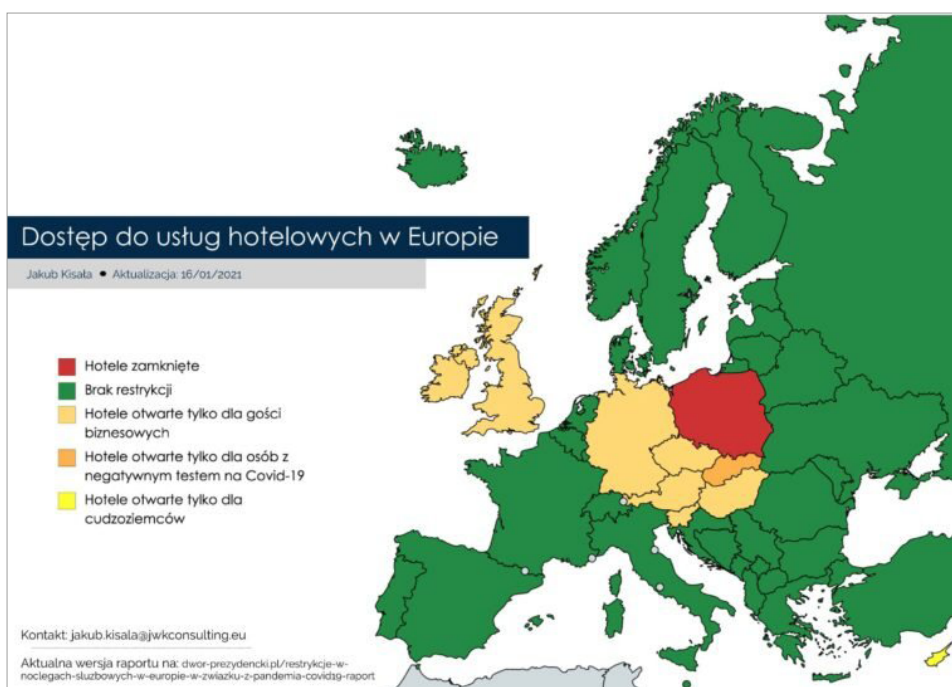 Dostęp do usług hotelowych w Europie
Jakub Kisała • Aktualizacja: 16/01/2021
Hotele zamknięte
Brak restrykcji
Hotele otwarte tylko dla gości
biznesowych
Hotele otwarte tylko dla osób z
negatywnym testem na Covid-19
Hotele otwarte tylko dla
cudzoziemców
Kontakt: jakub.kisala@jwkconsulting.eu
Aktualna wersja raportu na: dwor-prezydencki.pl/restrykcje-w-
noclegach-sluzbowych-w-europie-w-zwiazku-z-pandemia-covid19-raport